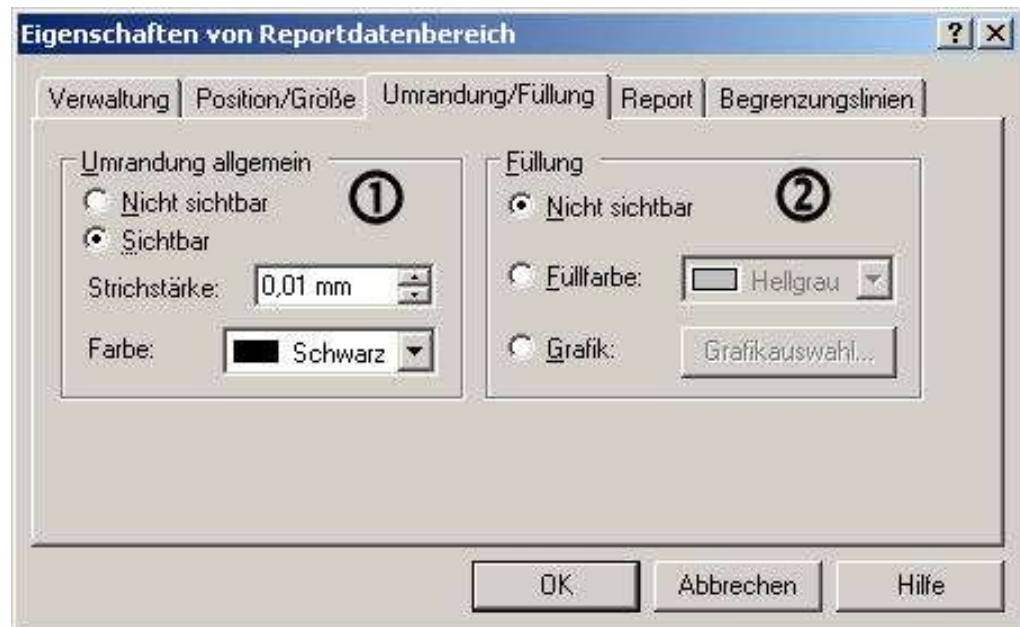 Eigenschaften von Reportdatenbereich
Verwaltung Position/Größe Umrandung/Füllung Report Begrenzungslinien
Umrandung allgemein ①
Nicht sichtbar
Sichtbar
Strichstärke: 0,01 mm
Farbe: Schwarz
Füllung ②
Nicht sichtbar
Füllfarbe: Hellgrau
Grafik: Grafikauswahl...
OK Abbrechen Hilfe